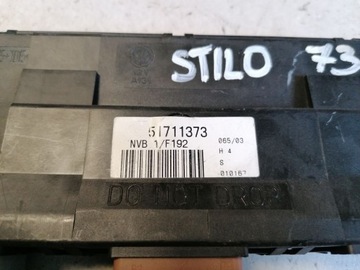 STILO 73
51711373
065/03
NVB 1/F192
H 4
S
010167
DO NOT DROP